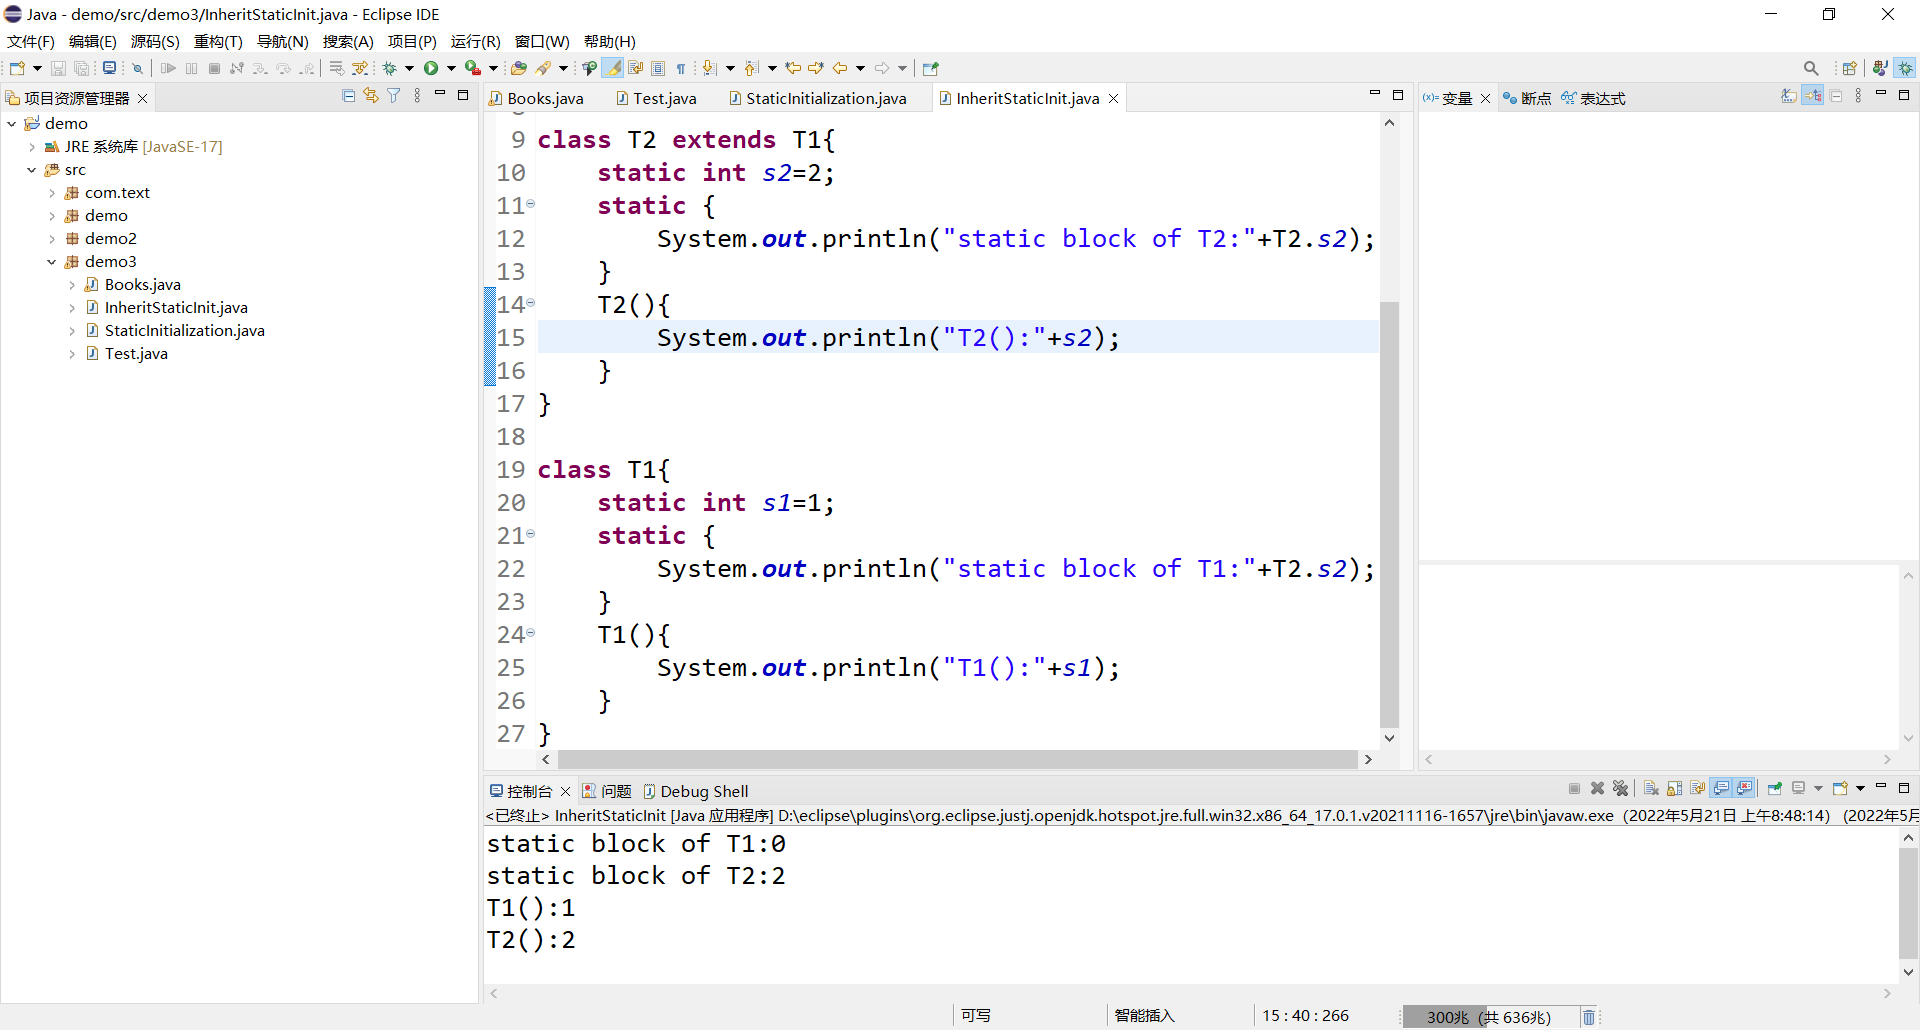 Java - demo/src/demo3/InheritStaticInit.java - Eclipse IDE
文件(F) 编辑(E) 源码(S) 重构(T) 导航(N) 搜索(A) 项目(P) 运行(R) 窗口(W) 帮助(H)
项目资源管理器
demo
JRE 系统库 [JavaSE-17]
src
com.text
demo
demo2
demo3
Books.java
InheritStaticInit.java
StaticInitialization.java
Test.java
Books.java Test.java StaticInitialization.java InheritStaticInit.java
9 class T2 extends T1{
10 static int s2=2;
11 static {
12 System.out.println("static block of T2:"+T2.s2);
13 }
14 T2(){
15 System.out.println("T2():"+s2);
16 }
17 }
18
19 class T1{
20 static int s1=1;
21 static {
22 System.out.println("static block of T1:"+T2.s2);
23 }
24 T1(){
25 System.out.println("T1():"+s1);
26 }
27 }
(x)= 变量 断点 表达式
控制台 问题 Debug Shell
<已终止> InheritStaticInit [Java 应用程序] D:\eclipse\plugins\org.eclipse.justj.openjdk.hotspot.jre.full.win32.x86_64_17.0.1.v20211116-1657\jre\bin\javaw.exe（2022年5月21日 上午8:48:14）(2022年5月
static block of T1:0
static block of T2:2
T1():1
T2():2
可写 智能插入 15 : 40 : 266 300兆（共 636兆）